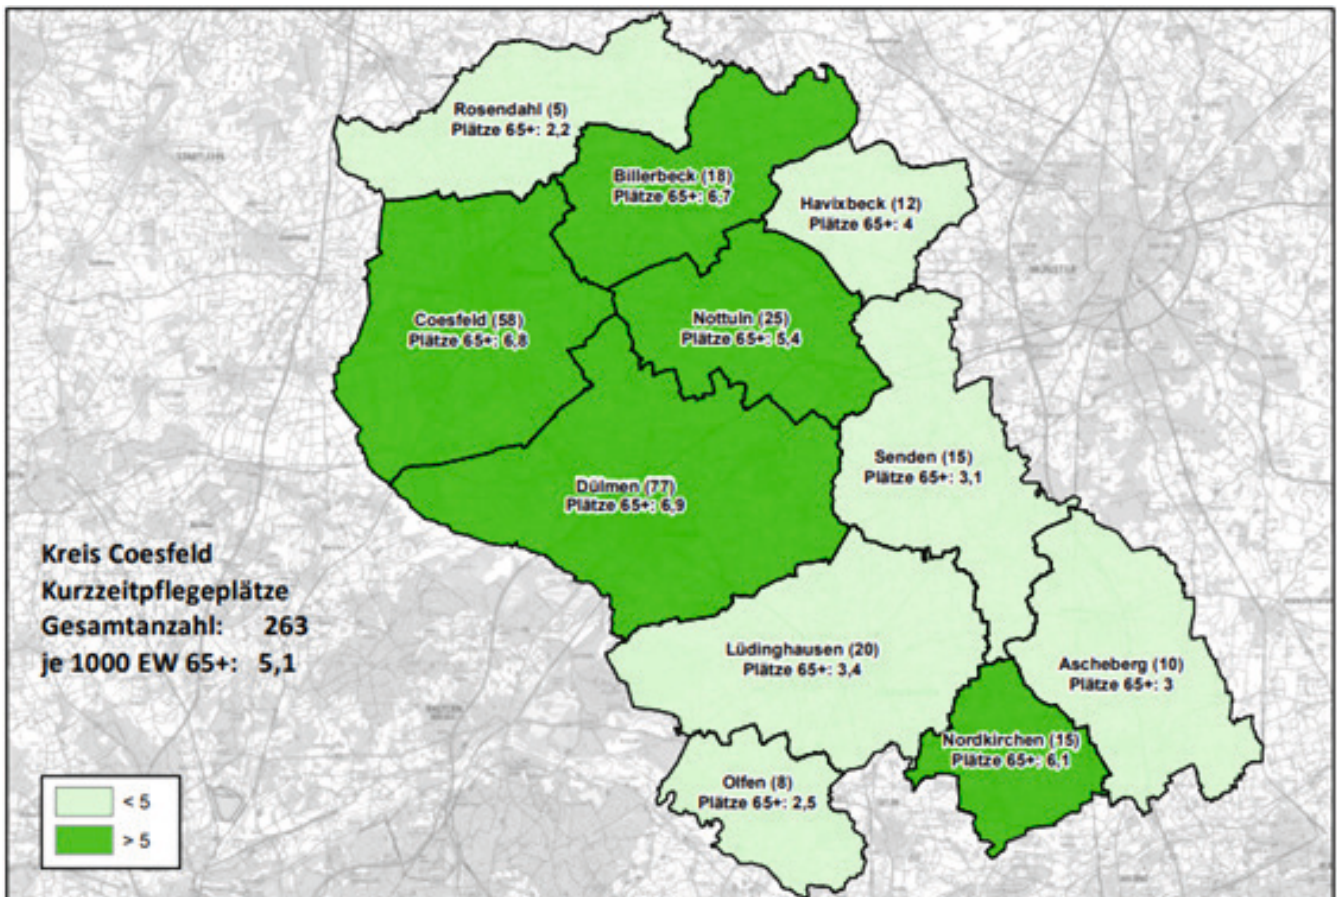 Rosendahl (5)
Plätze 65+: 2,2
Billerbeck (18)
Plätze 65+: 6,7
Havixbeck (12)
Plätze 65+: 4
Coesfeld (58)
Plätze 65+: 6,8
Nottuln (25)
Plätze 65+: 5,4
Senden (15)
Plätze 65+: 3,1
Dülmen (77)
Plätze 65+: 6,9
Kreis Coesfeld
Kurzzeitpflegeplätze
Gesamtanzahl: 263
je 1000 EW 65+: 5,1
Lüdinghausen (20)
Plätze 65+: 3,4
Ascheberg (10)
Plätze 65+: 3
Nordkirchen (15)
Plätze 65+: 6,1
Olfen (8)
Plätze 65+: 2,5
< 5
> 5
MÜNSTER